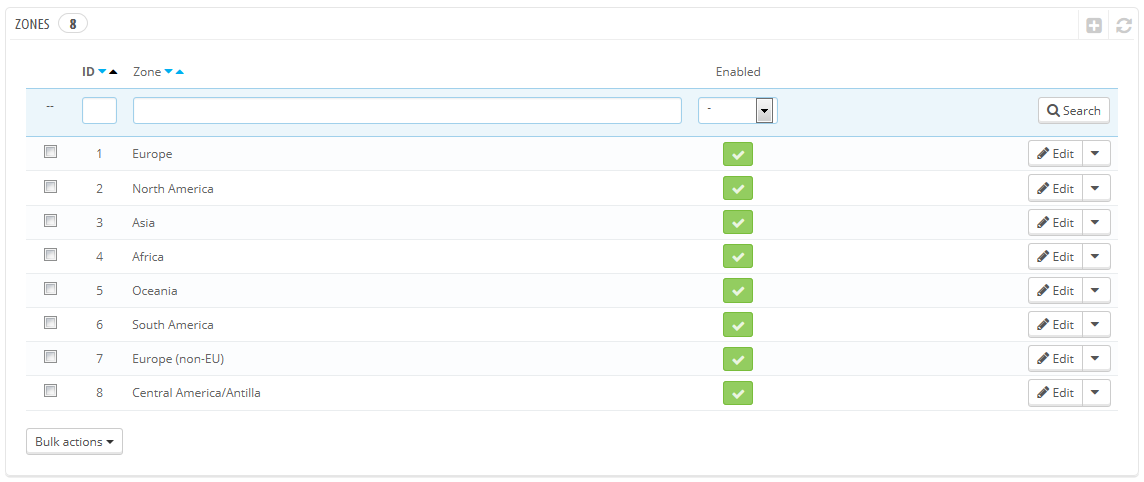 ZONES 8
ID Zone Enabled
-- - Search
1 Europe Edit
2 North America Edit
3 Asia Edit
4 Africa Edit
5 Oceania Edit
6 South America Edit
7 Europe (non-EU) Edit
8 Central America/Antilla Edit
Bulk actions